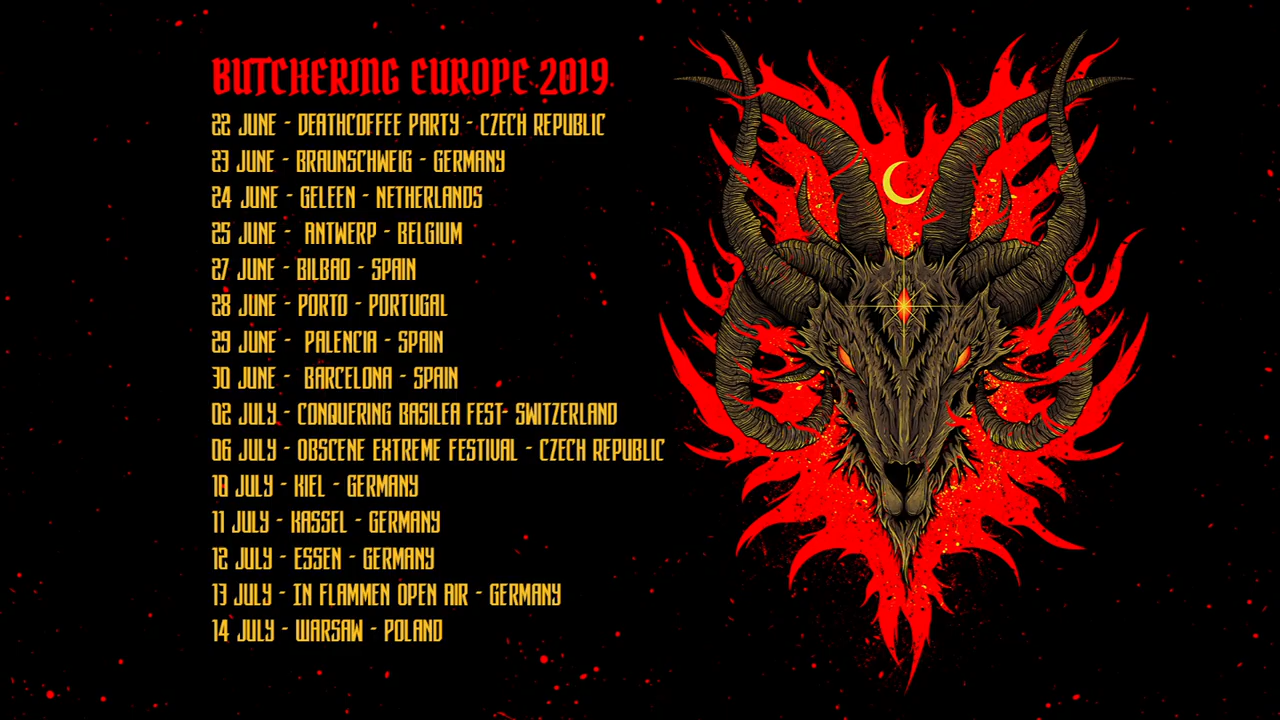 BUTCHERING EUROPE 2019
22 JUNE - DEATHCOFFEE PARTY - CZECH REPUBLIC
23 JUNE - BRAUNSCHWEIG - GERMANY
24 JUNE - GELEEN - NETHERLANDS
25 JUNE - ANTWERP - BELGIUM
27 JUNE - BILBAO - SPAIN
28 JUNE - PORTO - PORTUGAL
29 JUNE - PALENCIA - SPAIN
30 JUNE - BARCELONA - SPAIN
02 JULY - CONQUERING BASILEA FEST- SWITZERLAND
06 JULY - OBSCENE EXTREME FESTIVAL - CZECH REPUBLIC
10 JULY - KIEL - GERMANY
11 JULY - KASSEL - GERMANY
12 JULY - ESSEN - GERMANY
13 JULY - IN FLAMMEN OPEN AIR - GERMANY
14 JULY - WARSAW - POLAND